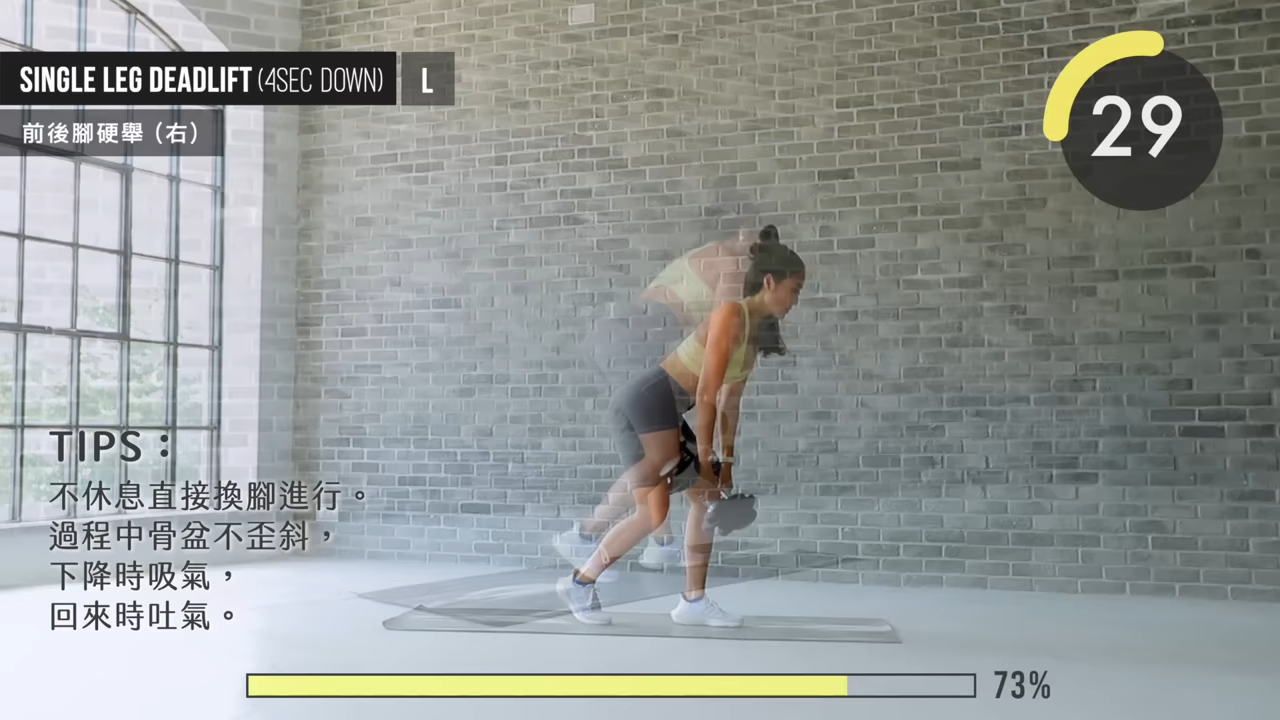 SINGLE LEG DEADLIFT (4SEC DOWN) L
前後腳硬舉（右）
29
TIPS：
不休息直接換腳進行。
過程中骨盆不歪斜，
下降時吸氣，
回來時吐氣。
73%